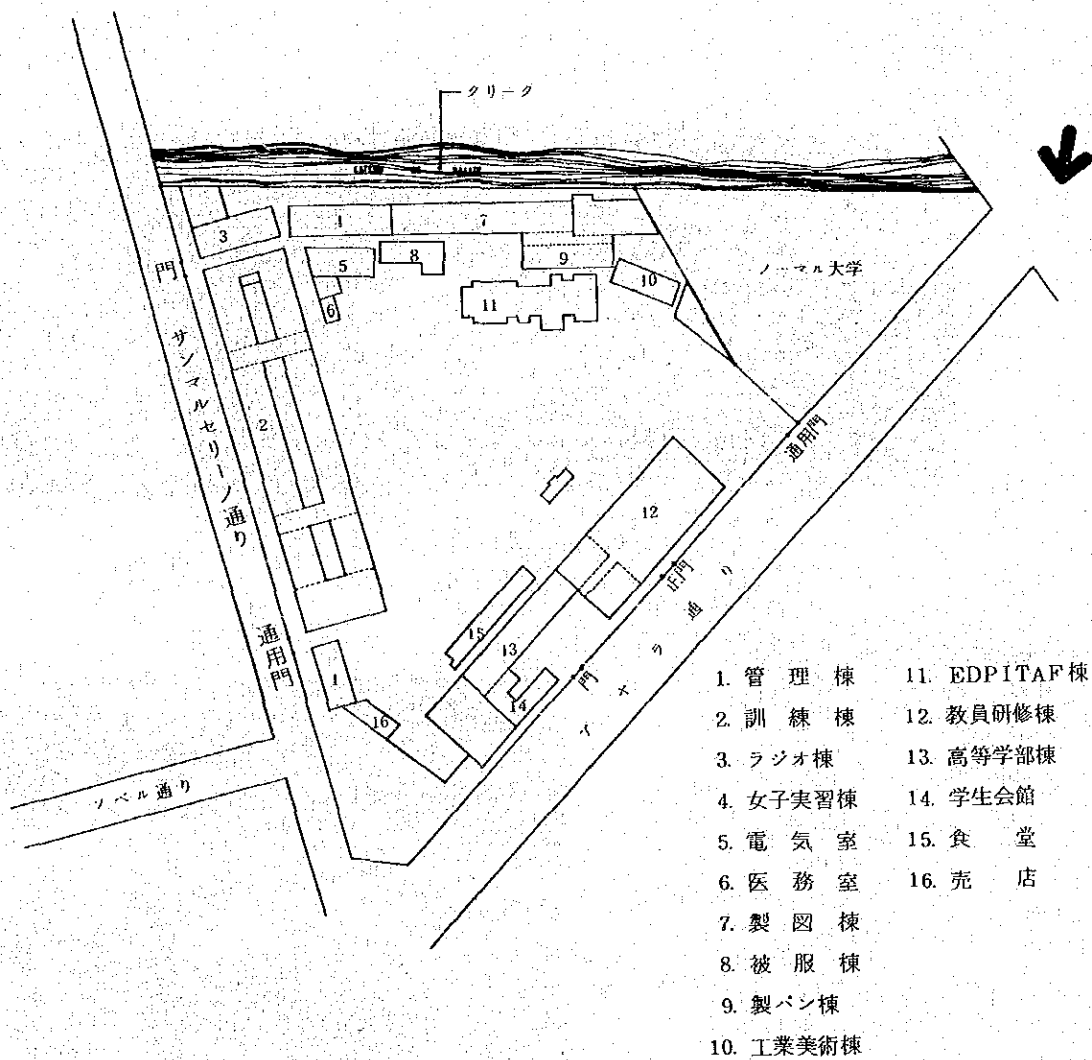 クリーク
3
1
7
5
8
9
10
6
11
ノーマル大学
門
サンマルセリーノ通り
2
通用門
12
正門
アヤラ通り
15
13
14
門
通用門
1
16
ノベル通り
1. 管理棟
2. 訓練棟
3. ラジオ棟
4. 女子実習棟
5. 電気室
6. 医務室
7. 製図棟
8. 被服棟
9. 製パン棟
10. 工業美術棟
11. EDPITAF棟
12. 教員研修棟
13. 高等学部棟
14. 学生会館
15. 食堂
16. 売店